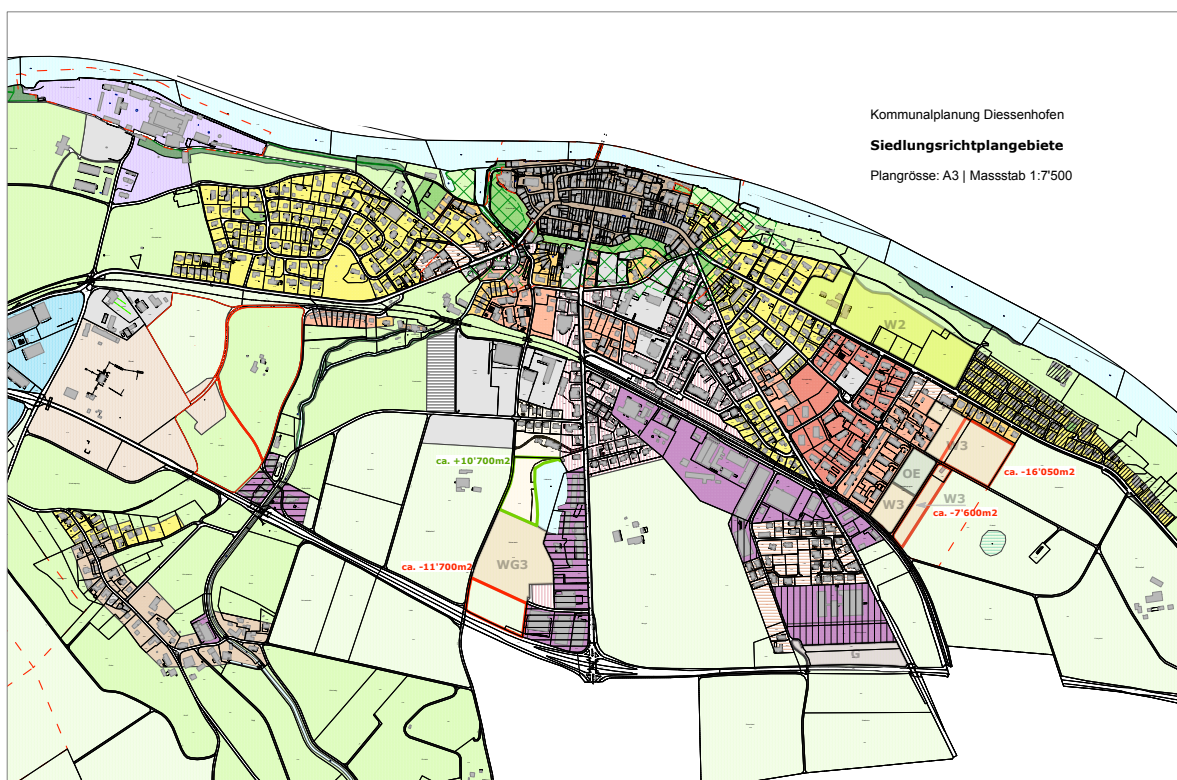 Kommunalplanung Diessenhofen
Siedlungsrichtplangebiete
Plangrösse: A3 | Massstab 1:7'500
W2
W3
ca. -16'050m2
OE
W3
W3
ca. -7'600m2
ca. +10'700m2
WG3
ca. -11'700m2
G